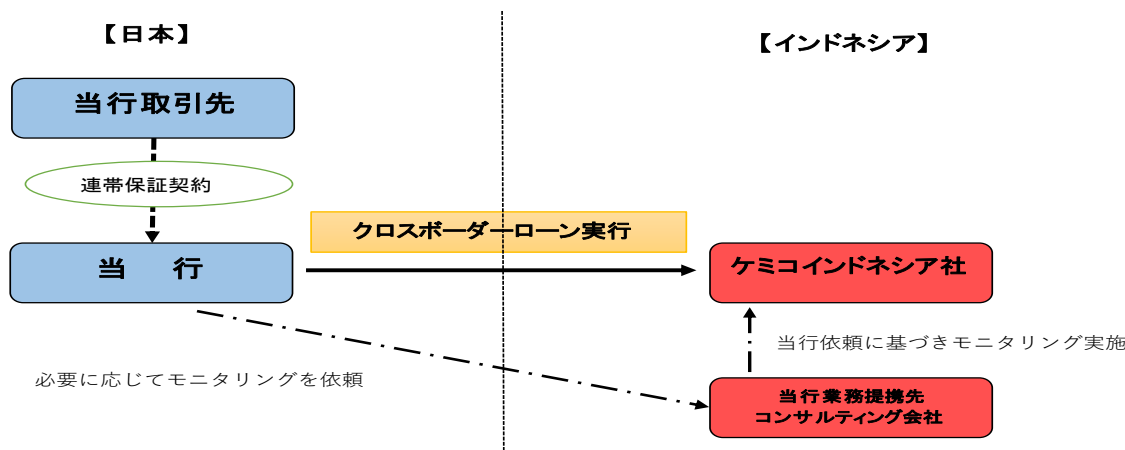 【日本】
【インドネシア】
当行取引先
連帯保証契約
クロスボーダーローン実行
当　行
ケミコインドネシア社
当行依頼に基づきモニタリング実施
必要に応じてモニタリングを依頼
当行業務提携先
コンサルティング会社